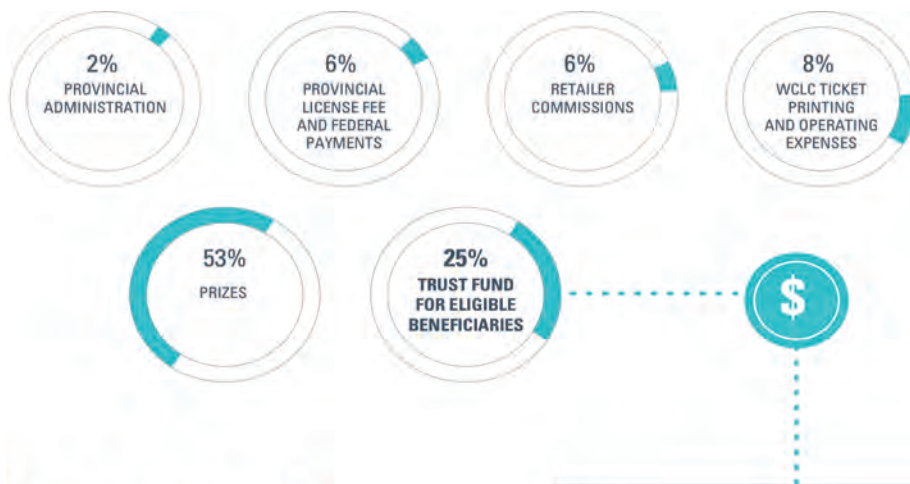 2%
PROVINCIAL
ADMINISTRATION
6%
PROVINCIAL
LICENSE FEE
AND FEDERAL
PAYMENTS
6%
RETAILER
COMMISSIONS
8%
WCLC TICKET
PRINTING
AND OPERATING
EXPENSES
53%
PRIZES
25%
TRUST FUND
FOR ELIGIBLE
BENEFICIARIES
$